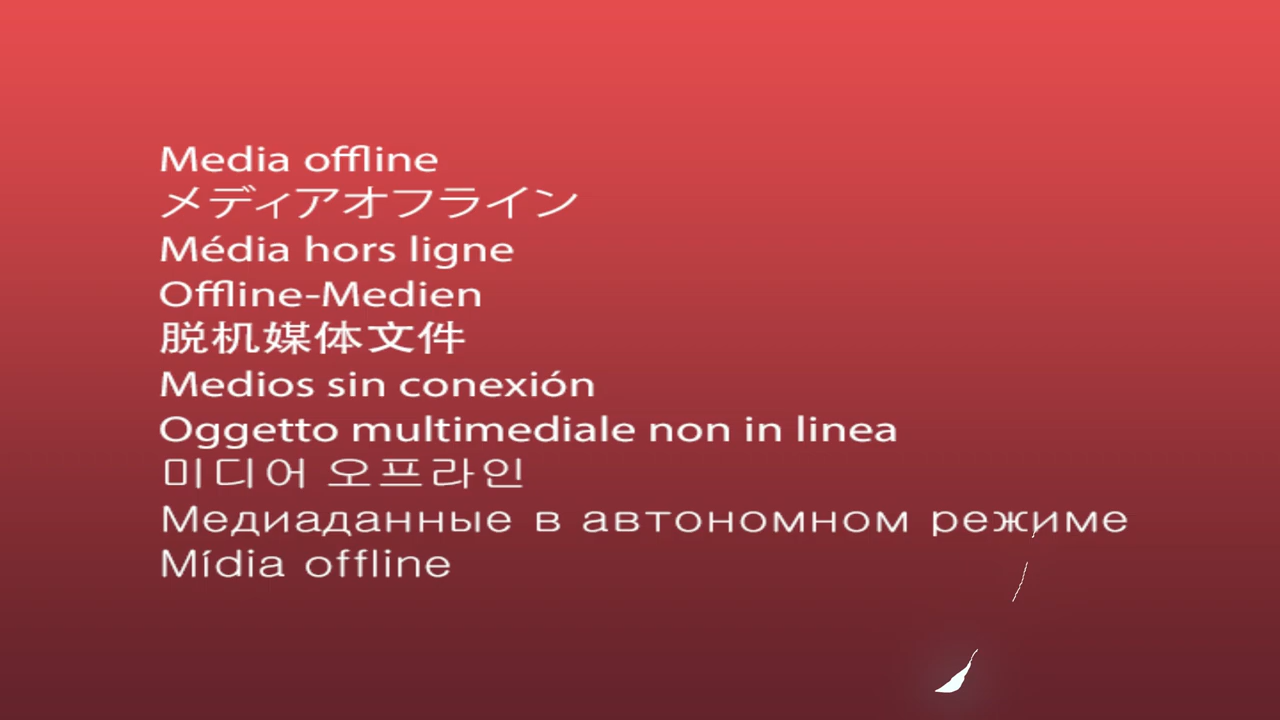 Media offline
メディアオフライン
Média hors ligne
Offline-Medien
脱机媒体文件
Medios sin conexión
Oggetto multimediale non in linea
미디어 오프라인
Медиаданные в автономном режиме
Mídia offline